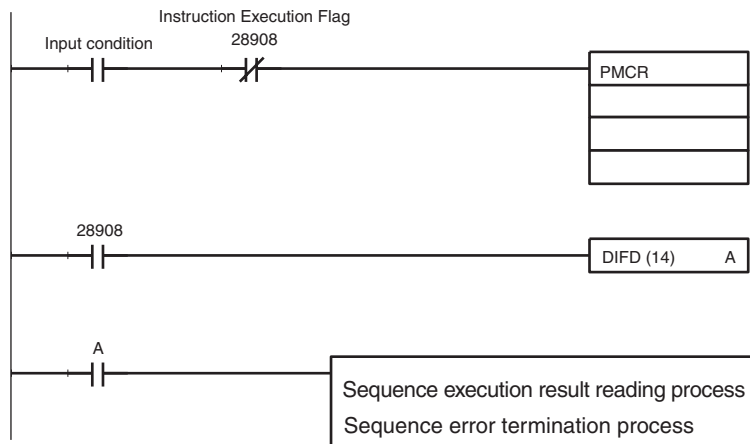 Instruction Execution Flag
Input condition
28908
PMCR
28908
DIFD (14) A
A
Sequence execution result reading process
Sequence error termination process